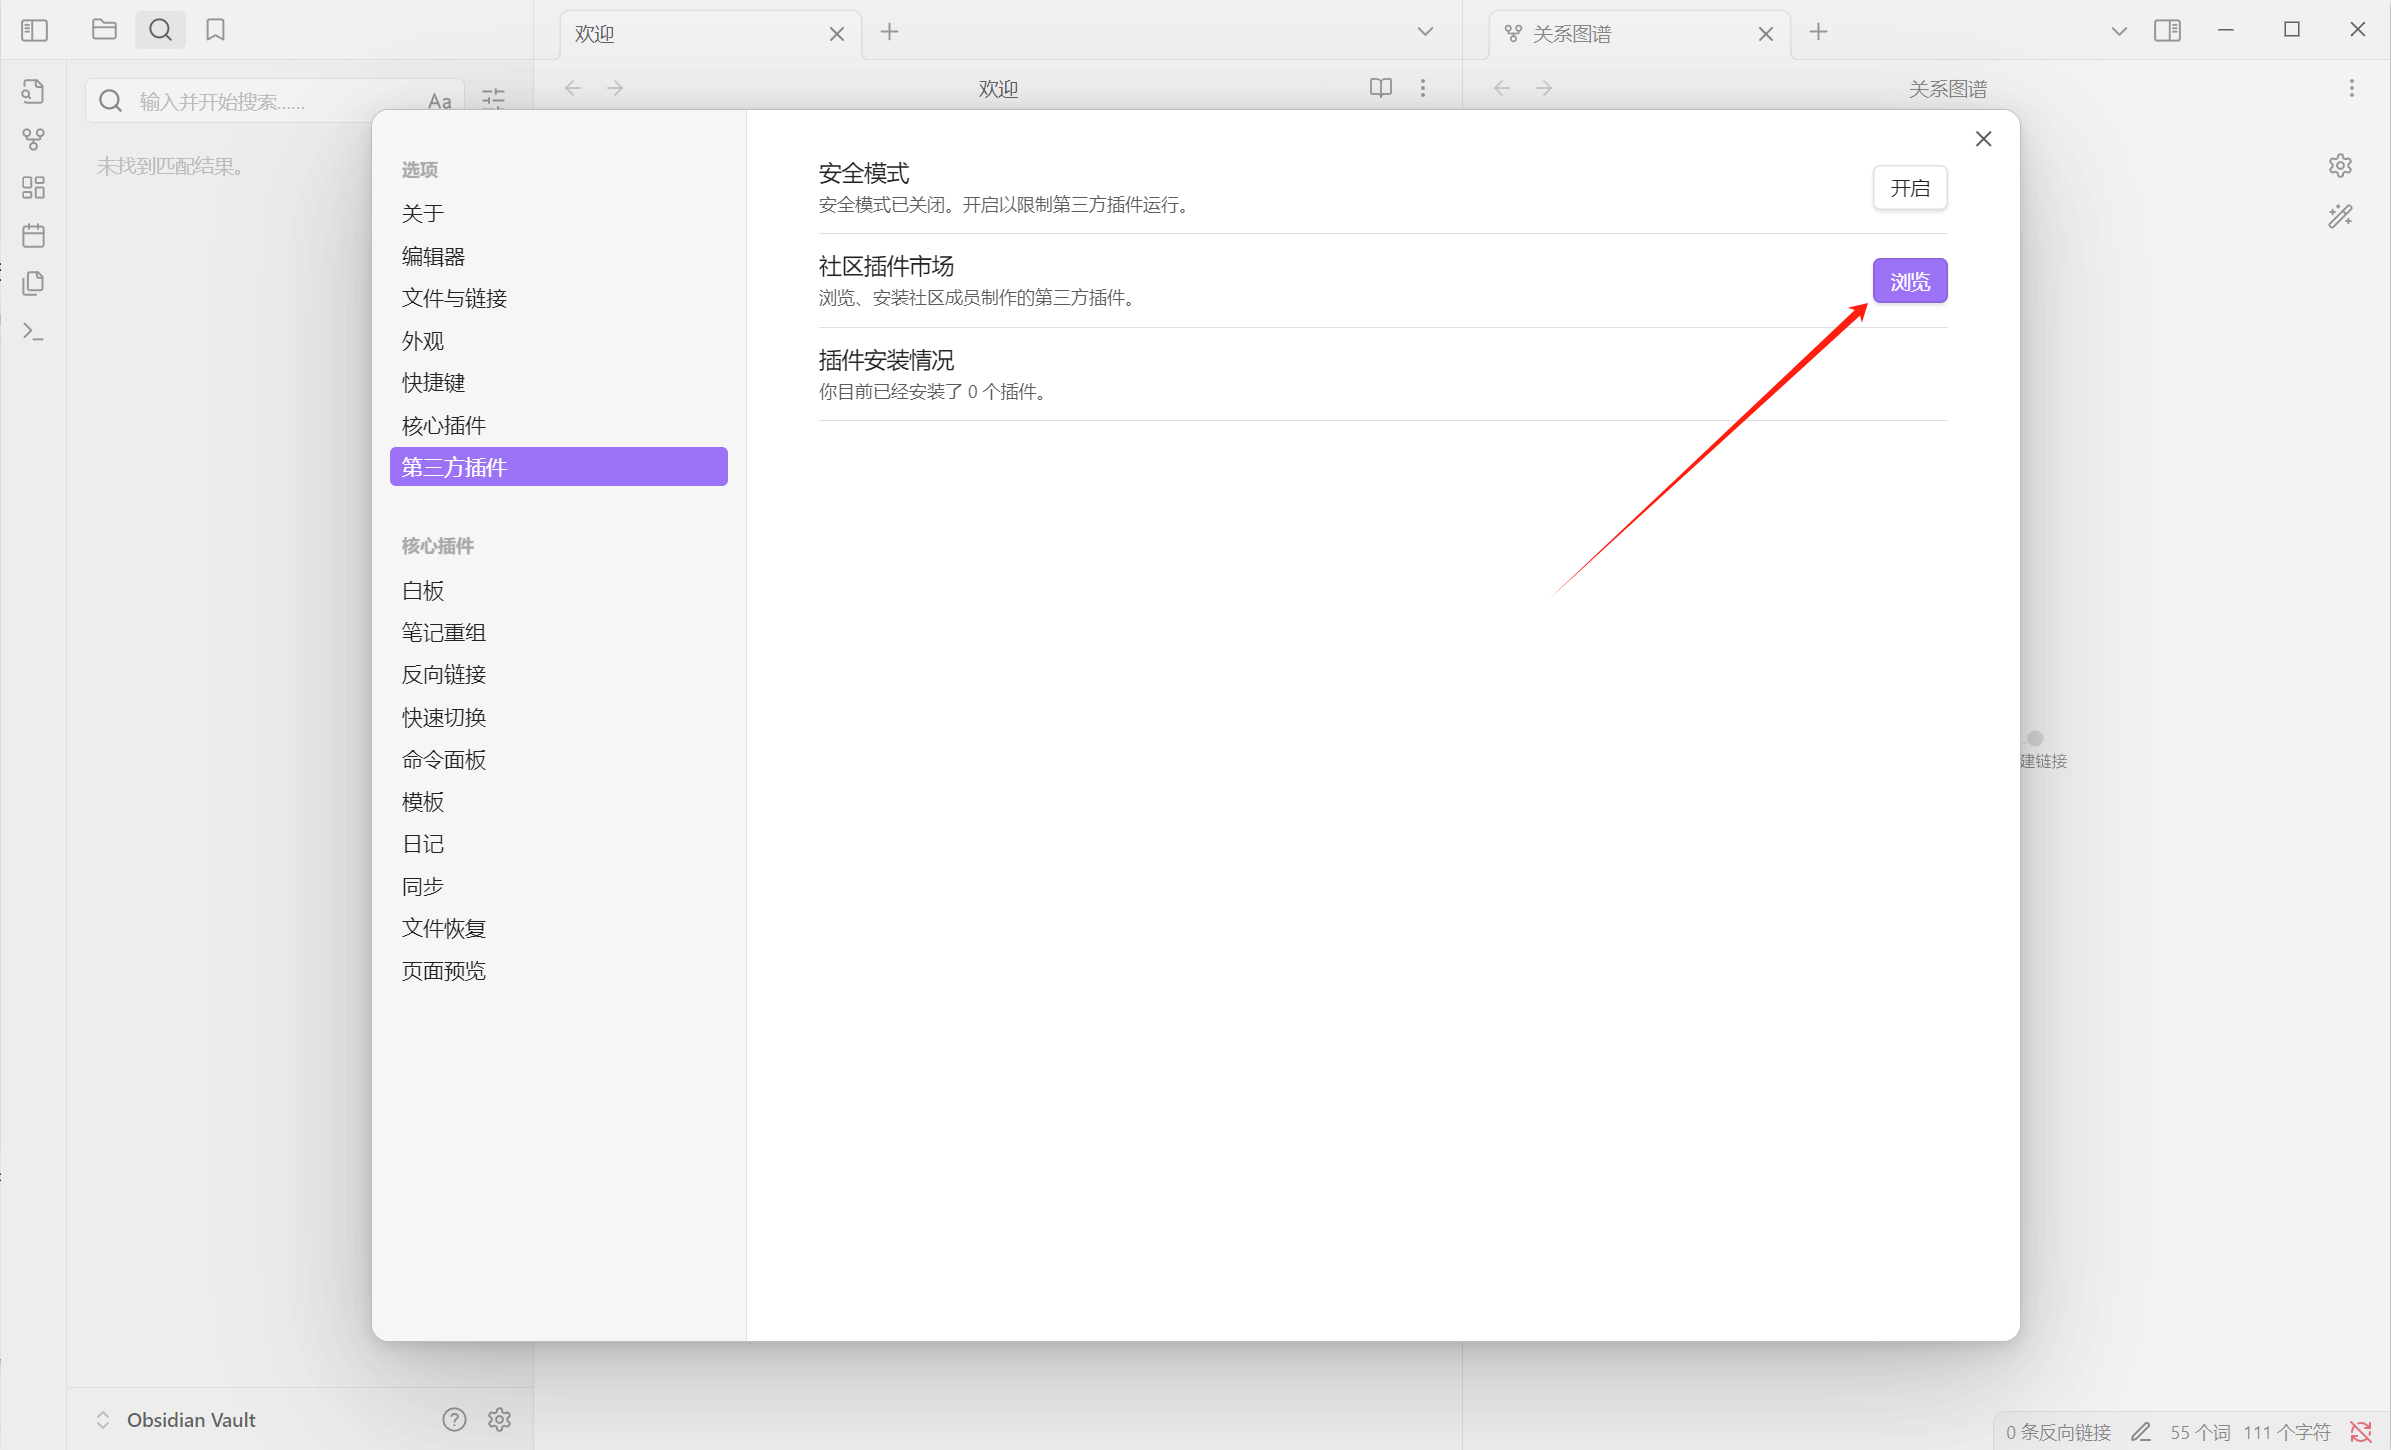 欢迎
关系图谱
输入并开始搜索......
Aa
欢迎
关系图谱
未找到匹配结果。
选项
关于
编辑器
文件与链接
外观
快捷键
核心插件
第三方插件
核心插件
白板
笔记重组
反向链接
快速切换
命令面板
模板
日记
同步
文件恢复
页面预览
安全模式
安全模式已关闭。开启以限制第三方插件运行。
开启
社区插件市场
浏览、安装社区成员制作的第三方插件。
浏览
插件安装情况
你目前已经安装了 0 个插件。
建链接
Obsidian Vault
0 条反向链接
55 个词
111 个字符